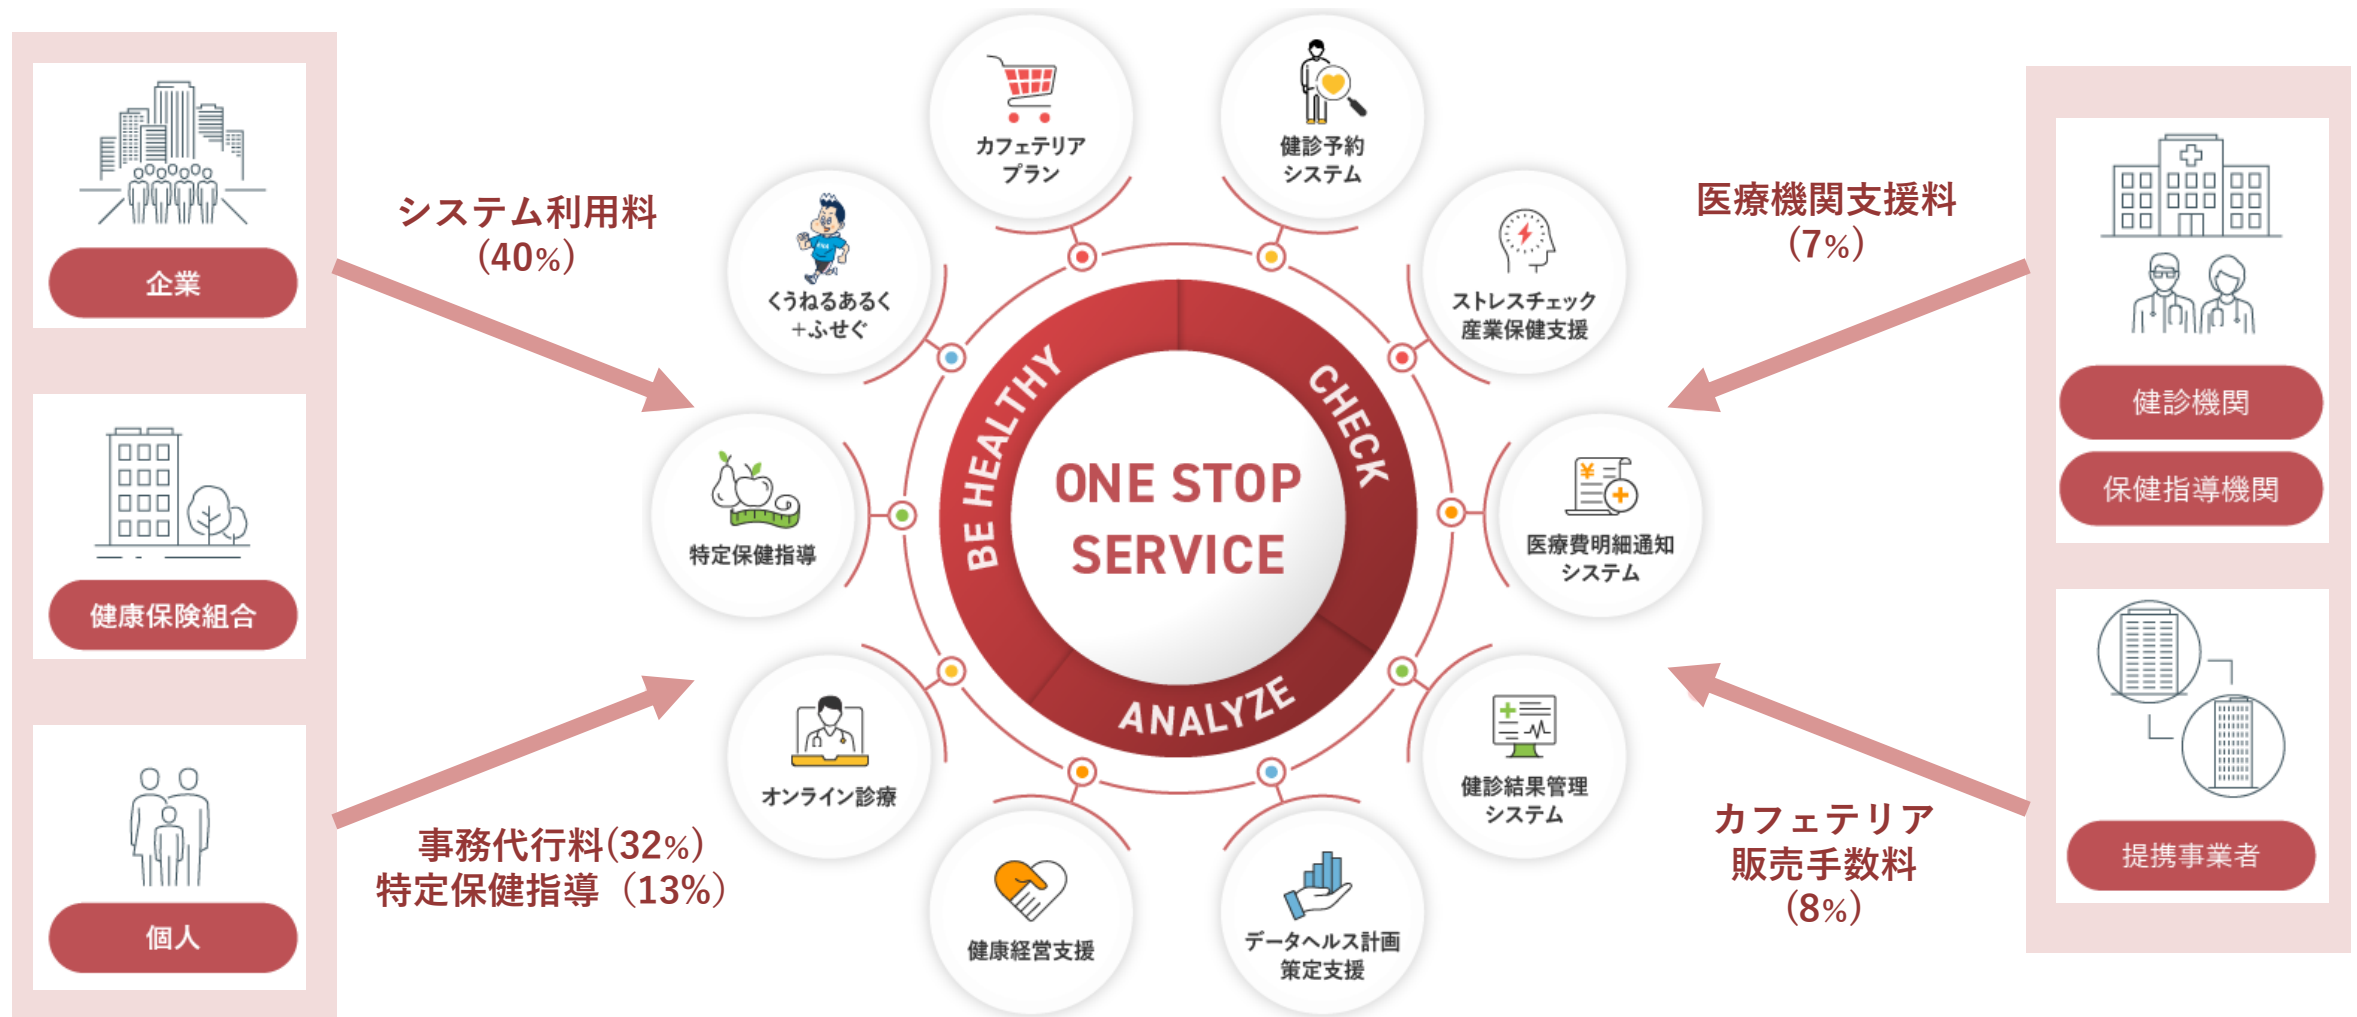 企業
健康保険組合
個人
システム利用料
(40%)
事務代行料(32%)
特定保健指導（13%）
カフェテリア
プラン
健診予約
システム
くうねるあるく
+ふせぐ
ストレスチェック
産業保健支援
特定保健指導
医療費明細通知
システム
オンライン診療
健診結果管理
システム
健康経営支援
データヘルス計画
策定支援
BE HEALTHY
CHECK
ANALYZE
ONE STOP
SERVICE
医療機関支援料
(7%)
カフェテリア
販売手数料
(8%)
健診機関
保健指導機関
提携事業者